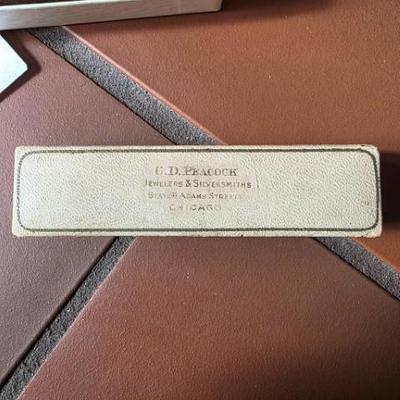 C.D. PEACOCK
JEWELERS & SILVERSMITHS
STATE & ADAMS STREETS
CHICAGO